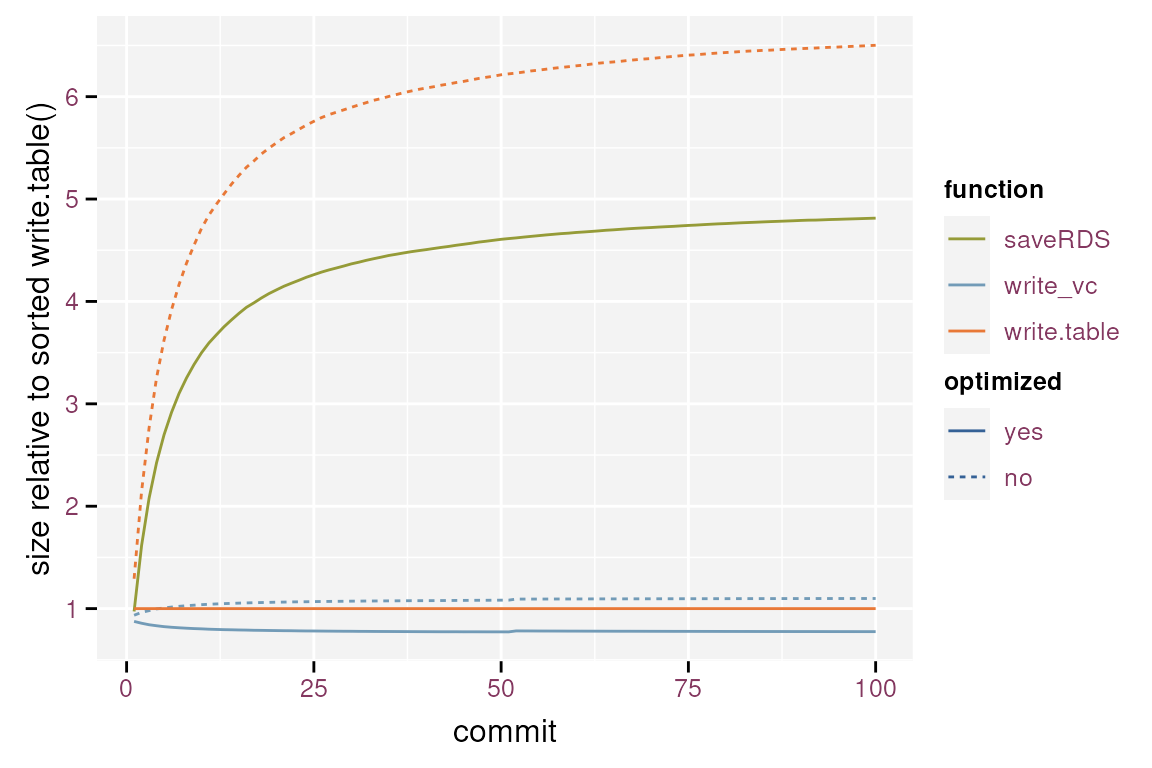 size relative to sorted write.table()
6
5
4
3
2
1
0
25
50
75
100
commit
function
saveRDS
write_vc
write.table
optimized
yes
no